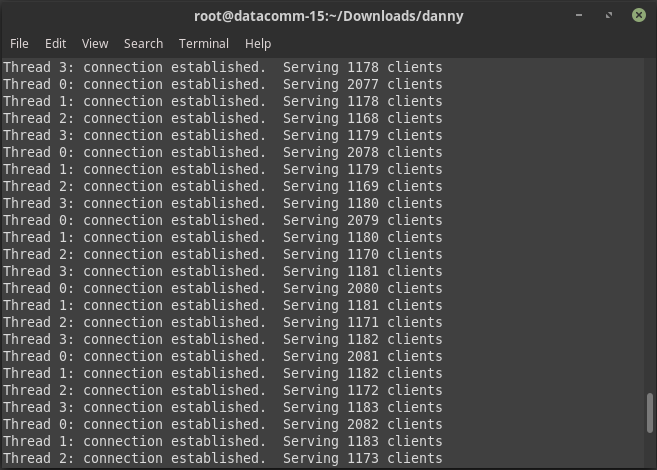 root@datacomm-15:~/Downloads/danny
File Edit View Search Terminal Help
Thread 3: connection established.  Serving 1178 clients
Thread 0: connection established.  Serving 2077 clients
Thread 1: connection established.  Serving 1178 clients
Thread 2: connection established.  Serving 1168 clients
Thread 3: connection established.  Serving 1179 clients
Thread 0: connection established.  Serving 2078 clients
Thread 1: connection established.  Serving 1179 clients
Thread 2: connection established.  Serving 1169 clients
Thread 3: connection established.  Serving 1180 clients
Thread 0: connection established.  Serving 2079 clients
Thread 1: connection established.  Serving 1180 clients
Thread 2: connection established.  Serving 1170 clients
Thread 3: connection established.  Serving 1181 clients
Thread 0: connection established.  Serving 2080 clients
Thread 1: connection established.  Serving 1181 clients
Thread 2: connection established.  Serving 1171 clients
Thread 3: connection established.  Serving 1182 clients
Thread 0: connection established.  Serving 2081 clients
Thread 1: connection established.  Serving 1182 clients
Thread 2: connection established.  Serving 1172 clients
Thread 3: connection established.  Serving 1183 clients
Thread 0: connection established.  Serving 2082 clients
Thread 1: connection established.  Serving 1183 clients
Thread 2: connection established.  Serving 1173 clients